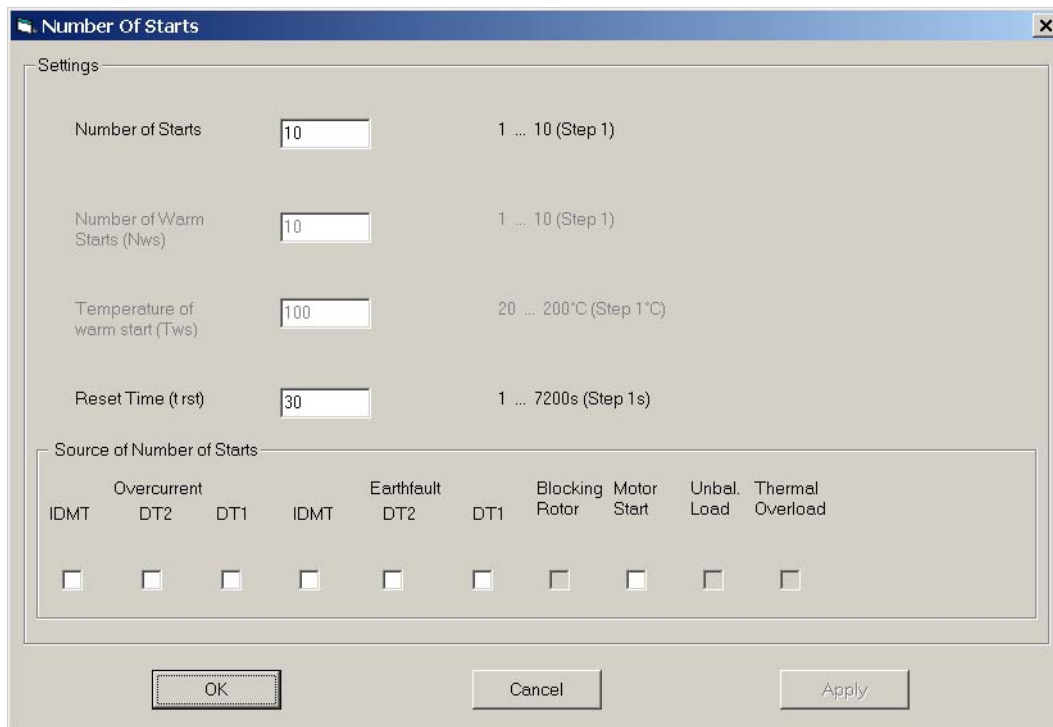 Number Of Starts
Settings
Number of Starts 10 1 ... 10 (Step 1)
Number of Warm
Starts (Nws) 10 1 ... 10 (Step 1)
Temperature of
warm start (Tws) 100 20 ... 200°C (Step 1°C)
Reset Time (t rst) 30 1 ... 7200s (Step 1s)
Source of Number of Starts
Overcurrent Earthfault Blocking Motor Unbal. Thermal
IDMT DT2 DT1 IDMT DT2 DT1 Rotor Start Load Overload
OK Cancel Apply